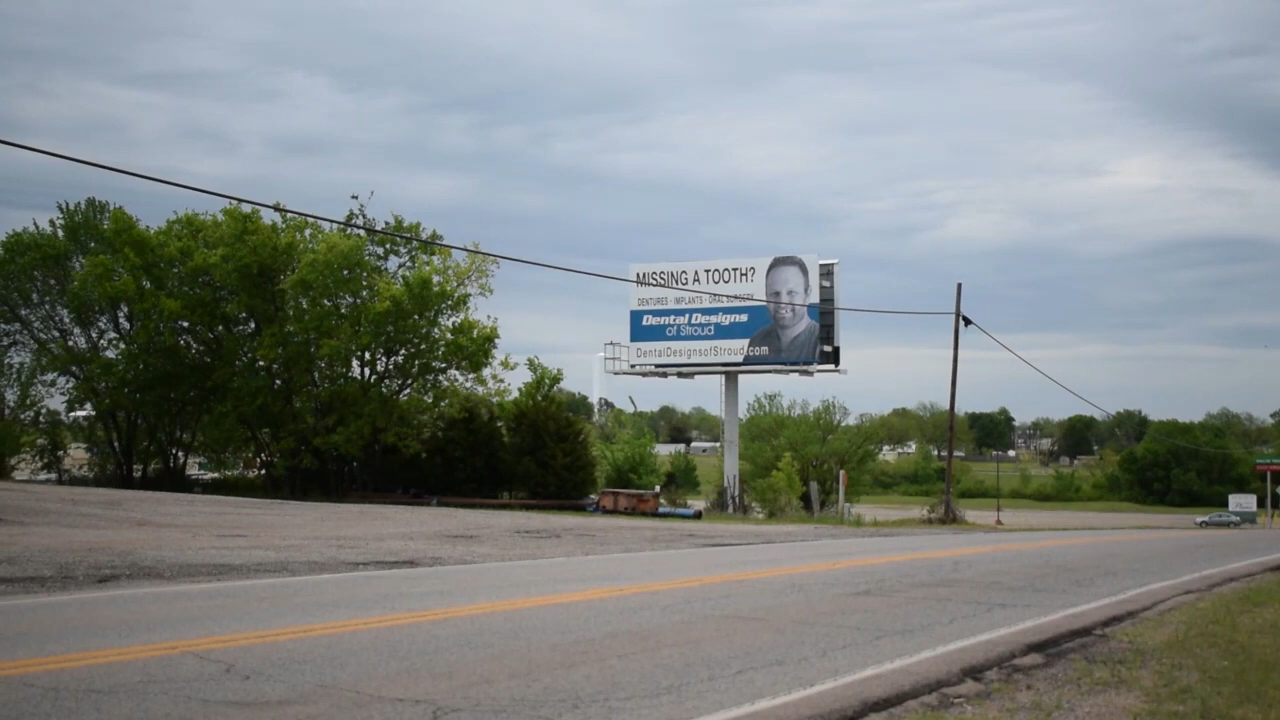 MISSING A TOOTH?
DENTURES · IMPLANTS · ORAL SURGERY
Dental Designs
of Stroud
DentalDesignsofStroud.com